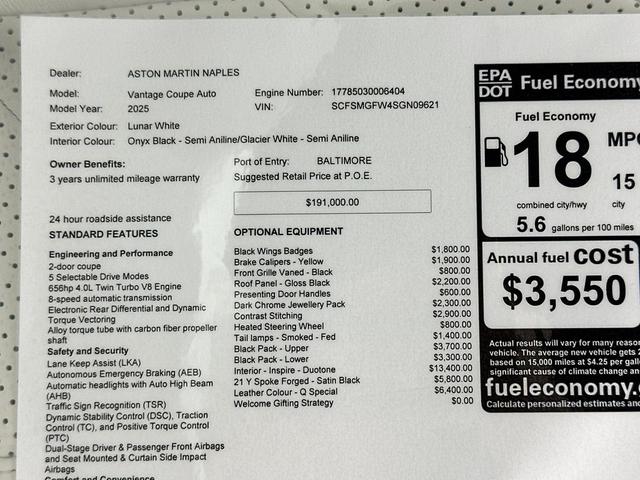 Dealer: ASTON MARTIN NAPLES
Model: Vantage Coupe Auto Engine Number: 17785030006404
Model Year: 2025 VIN: SCFSMGFW4SGN09621
Exterior Colour: Lunar White
Interior Colour: Onyx Black - Semi Aniline/Glacier White - Semi Aniline
Owner Benefits: Port of Entry: BALTIMORE
3 years unlimited mileage warranty Suggested Retail Price at P.O.E.
$191,000.00
24 hour roadside assistance
STANDARD FEATURES
Engineering and Performance
2-door coupe
5 Selectable Drive Modes
656hp 4.0L Twin Turbo V8 Engine
8-speed automatic transmission
Electronic Rear Differential and Dynamic
Torque Vectoring
Alloy torque tube with carbon fiber propeller
shaft
Safety and Security
Lane Keep Assist (LKA)
Autonomous Emergency Braking (AEB)
Automatic headlights with Auto High Beam
(AHB)
Traffic Sign Recognition (TSR)
Dynamic Stability Control (DSC), Traction
Control (TC), and Positive Torque Control
(PTC)
Dual-Stage Driver & Passenger Front Airbags
and Seat Mounted & Curtain Side Impact
Airbags
Comfort and Convenience
OPTIONAL EQUIPMENT
Black Wings Badges $1,800.00
Brake Calipers - Yellow $1,900.00
Front Grille Vaned - Black $800.00
Roof Panel - Gloss Black $2,200.00
Presenting Door Handles $600.00
Dark Chrome Jewellery Pack $2,300.00
Contrast Stitching $2,900.00
Heated Steering Wheel $800.00
Tail lamps - Smoked - Fed $1,400.00
Black Pack - Upper $3,700.00
Black Pack - Lower $3,300.00
Interior - Inspire - Duotone $13,400.00
21 Y Spoke Forged - Satin Black $5,800.00
Leather Colour - Q Special $6,400.00
Welcome Gifting Strategy $0.00
EPA
DOT Fuel Economy
Fuel Economy
18 MPG
15
combined city/hwy city
5.6 gallons per 100 miles
Annual fuel cost
$3,550
Actual results will vary for many reasons
vehicle. The average new vehicle gets 2
based on 15,000 miles at $4.25 per gall
significant cause of climate change an
fueleconomy.g
Calculate personalized estimates an